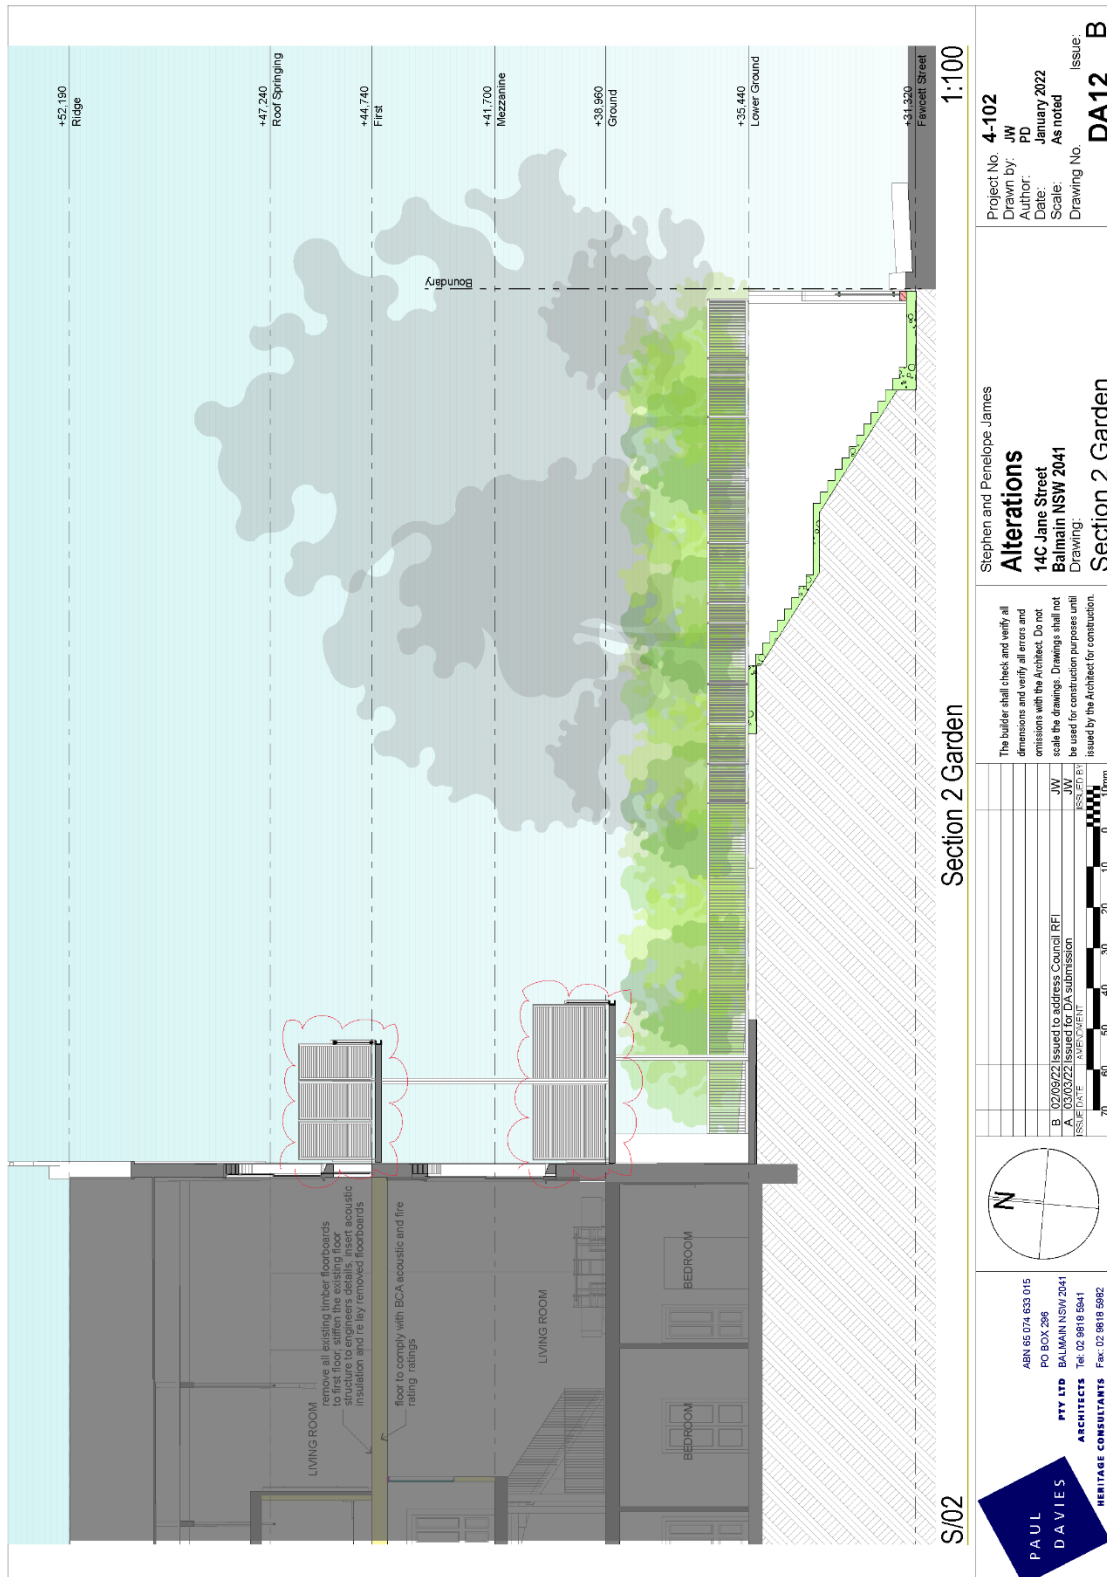 +52,190
Ridge
+47,240
Roof Springing
+44,740
First
+41,700
Mezzanine
+38,960
Ground
+35,440
Lower Ground
+31,320
Fawcett Street
Boundary
remove all existing timber floorboards
to first floor, stiffen the existing floor
structure to engineers details, insert acoustic
insulation and re lay removed floorboards
floor to comply with BCA acoustic and fire
rating ratings
LIVING ROOM
LIVING ROOM
BEDROOM
BEDROOM
S/02
Section 2 Garden
1:100
PAUL
DAVIES
PTY LTD
ARCHITECTS
HERITAGE CONSULTANTS
ABN 65 074 633 015
PO BOX 296
BALMAIN NSW 2041
Tel: 02 9818 5941
Fax: 02 9818 5982
N
B 02/09/22 Issued to address Council RFI JW
A 03/03/22 Issued for DA submission JW
ISSUE DATE AMENDMENT ISSUED BY
70 60 50 40 30 20 10 0 10mm
The builder shall check and verify all
dimensions and verify all errors and
omissions with the Architect. Do not
scale the drawings. Drawings shall not
be used for construction purposes until
issued by the Architect for construction.
Stephen and Penelope James
Alterations
14C Jane Street
Balmain NSW 2041
Drawing:
Section 2 Garden
Project No. 4-102
Drawn by: JW
Author: PD
Date: January 2022
Scale: As noted
Drawing No. Issue:
DA12 B